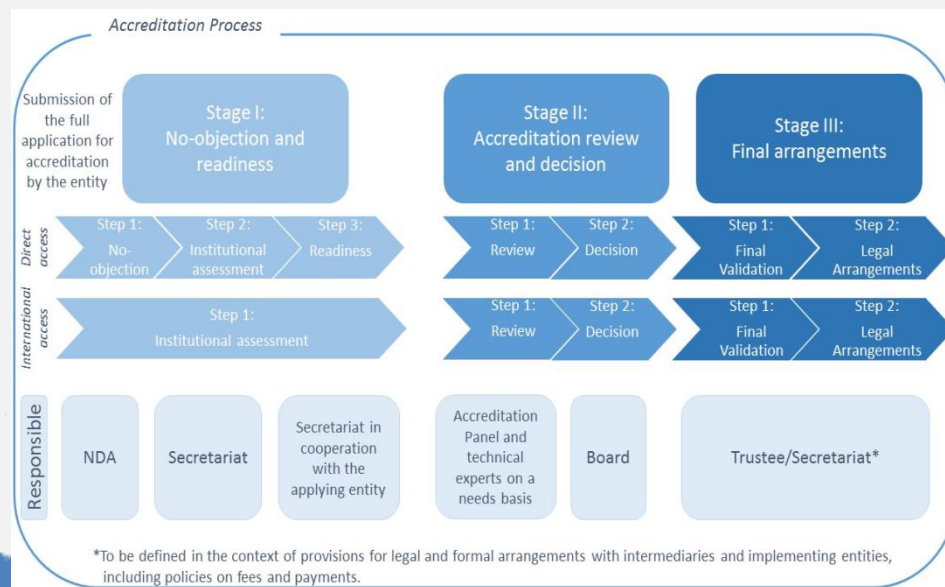 Accreditation Process
Submission of
the full
application for
accreditation
by the entity
Stage I:
No-objection and
readiness
Stage II:
Accreditation review
and decision
Stage III:
Final arrangements
Direct
access
Step 1:
No-
objection
Step 2:
Institutional
assessment
Step 3:
Readiness
Step 1:
Review
Step 2:
Decision
Step 1:
Final
Validation
Step 2:
Legal
Arrangements
International
access
Step 1:
Institutional assessment
Step 1:
Review
Step 2:
Decision
Step 1:
Final
Validation
Step 2:
Legal
Arrangements
Responsible
NDA
Secretariat
Secretariat in
cooperation
with the
applying entity
Accreditation
Panel and
technical
experts on a
needs basis
Board
Trustee/Secretariat*
*To be defined in the context of provisions for legal and formal arrangements with intermediaries and implementing entities,
including policies on fees and payments.